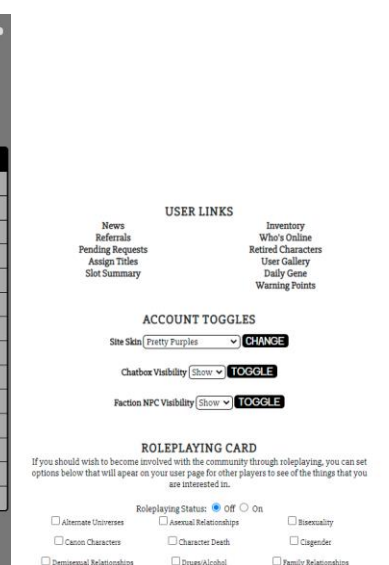 USER LINKS
News Inventory
Referrals Who's Online
Pending Requests Retired Characters
Assign Titles User Gallery
Slot Summary Daily Gene
Warning Points
ACCOUNT TOGGLES
Site Skin Pretty Purples CHANGE
Chatbox Visibility Show TOGGLE
Faction NPC Visibility Show TOGGLE
ROLEPLAYING CARD
If you should wish to become involved with the community through roleplaying, you can set
options below that will apear on your user page for other players to see of the things that you
are interested in.
Roleplaying Status: Off On
Alternate Universes Asexual Relationships Bisexuality
Canon Characters Character Death Cisgender
Demisexual Relationships Drugs/Alcohol Family Relationships